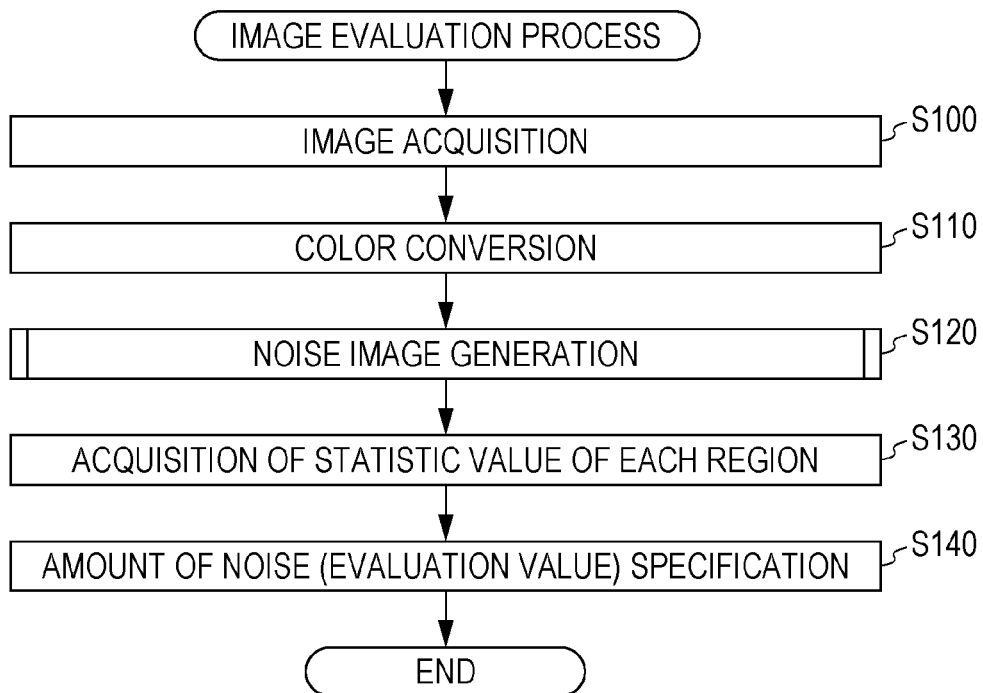 IMAGE EVALUATION PROCESS
IMAGE ACQUISITION
S100
COLOR CONVERSION
S110
NOISE IMAGE GENERATION
S120
ACQUISITION OF STATISTIC VALUE OF EACH REGION
S130
AMOUNT OF NOISE (EVALUATION VALUE) SPECIFICATION
S140
END